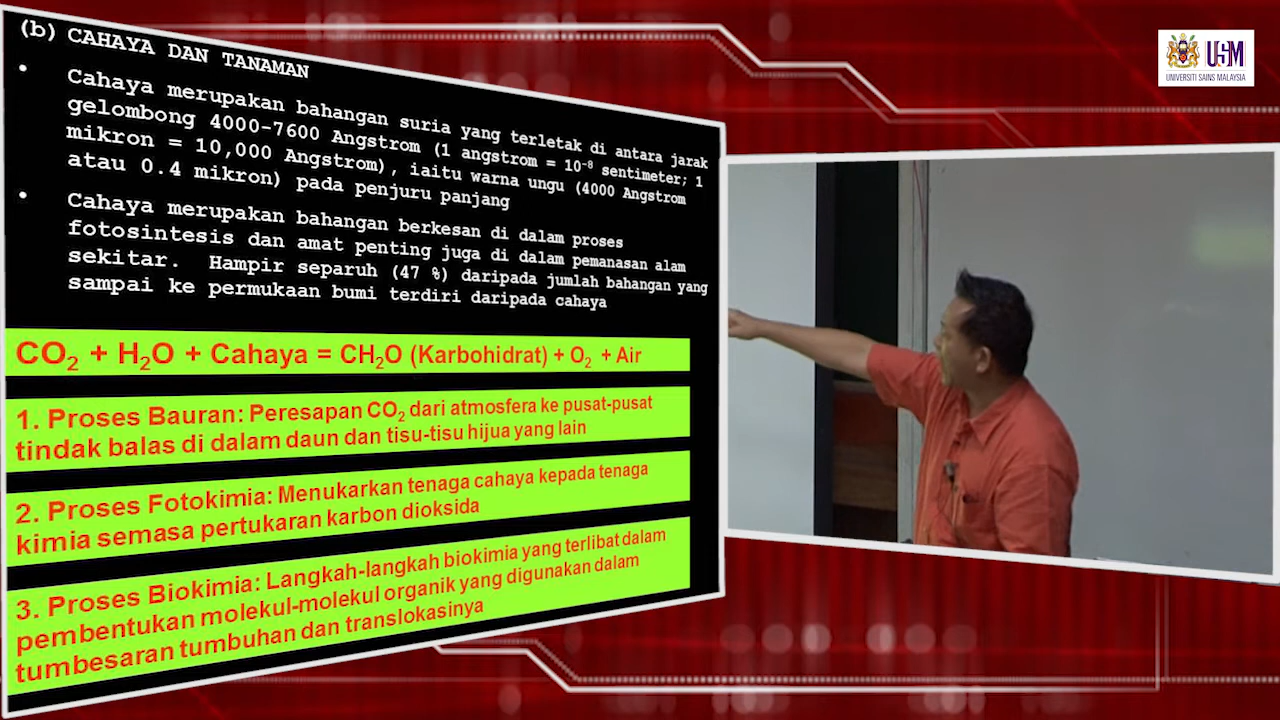 (b) CAHAYA DAN TANAMAN
• Cahaya merupakan bahangan suria yang terletak di antara jarak
gelombong 4000-7600 Angstrom (1 angstrom = 10⁻⁸ sentimeter; 1
mikron = 10,000 Angstrom), iaitu warna ungu (4000 Angstrom
atau 0.4 mikron) pada penjuru panjang
• Cahaya merupakan bahangan berkesan di dalam proses
fotosintesis dan amat penting juga di dalam pemanasan alam
sekitar. Hampir separuh (47 %) daripada jumlah bahangan yang
sampai ke permukaan bumi terdiri daripada cahaya
CO₂ + H₂O + Cahaya = CH₂O (Karbohidrat) + O₂ + Air
1. Proses Bauran: Peresapan CO₂ dari atmosfera ke pusat-pusat
tindak balas di dalam daun dan tisu-tisu hijua yang lain
2. Proses Fotokimia: Menukarkan tenaga cahaya kepada tenaga
kimia semasa pertukaran karbon dioksida
3. Proses Biokimia: Langkah-langkah biokimia yang terlibat dalam
pembentukan molekul-molekul organik yang digunakan dalam
tumbesaran tumbuhan dan translokasinya
USM
UNIVERSITI SAINS MALAYSIA